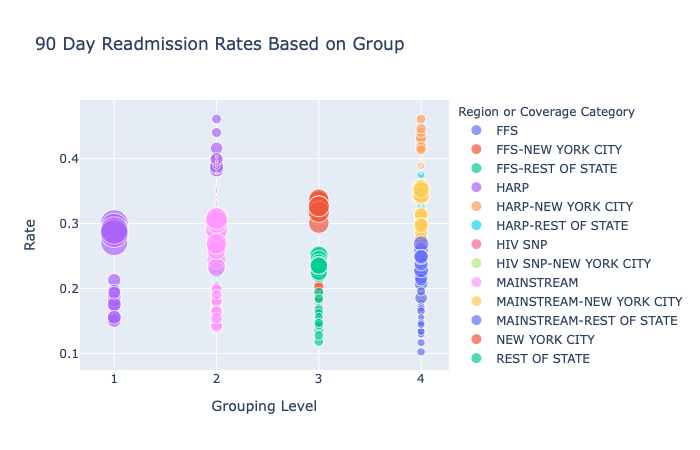 90 Day Readmission Rates Based on Group
Region or Coverage Category
FFS
FFS-NEW YORK CITY
FFS-REST OF STATE
HARP
HARP-NEW YORK CITY
HARP-REST OF STATE
HIV SNP
HIV SNP-NEW YORK CITY
MAINSTREAM
MAINSTREAM-NEW YORK CITY
MAINSTREAM-REST OF STATE
NEW YORK CITY
REST OF STATE
Rate
0.4
0.3
0.2
0.1
1 2 3 4
Grouping Level